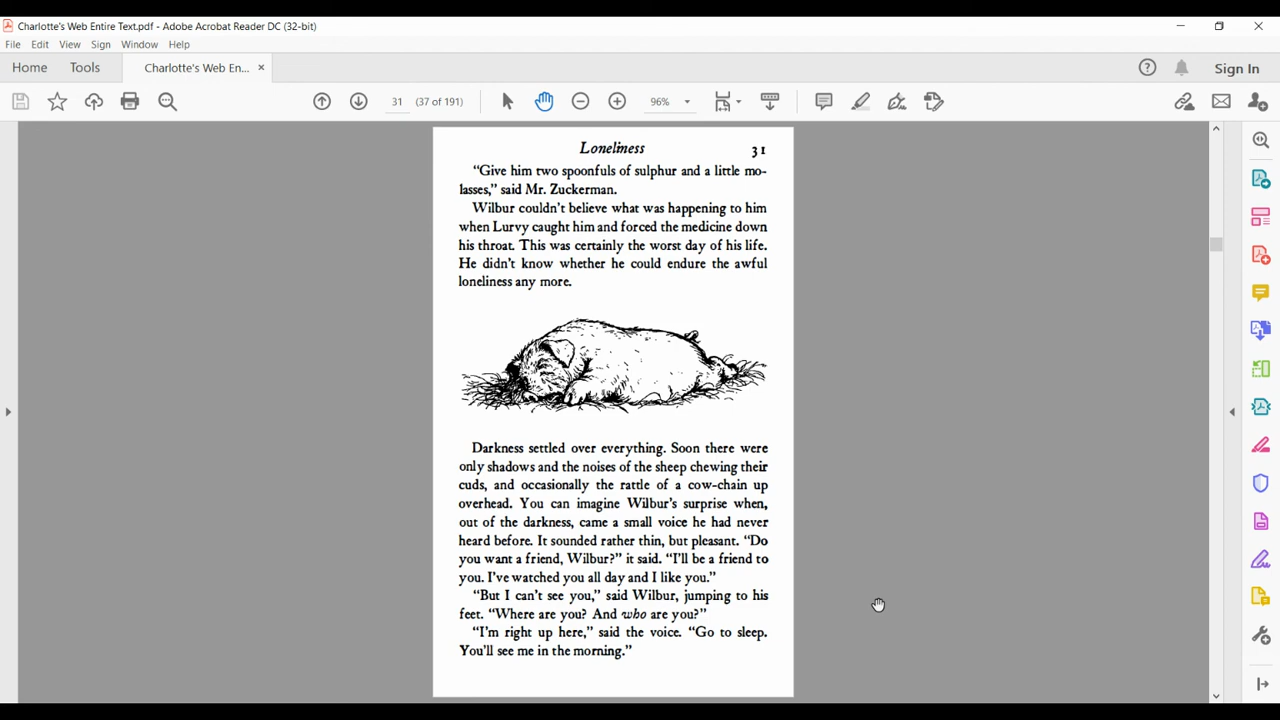 Charlotte's Web Entire Text.pdf - Adobe Acrobat Reader DC (32-bit)
File Edit View Sign Window Help
Home Tools Charlotte's Web En... ×
Sign In
31 (37 of 191) 96%
Loneliness 31
“Give him two spoonfuls of sulphur and a little mo-
lasses,” said Mr. Zuckerman.
Wilbur couldn't believe what was happening to him
when Lurvy caught him and forced the medicine down
his throat. This was certainly the worst day of his life.
He didn't know whether he could endure the awful
loneliness any more.
Darkness settled over everything. Soon there were
only shadows and the noises of the sheep chewing their
cuds, and occasionally the rattle of a cow-chain up
overhead. You can imagine Wilbur's surprise when,
out of the darkness, came a small voice he had never
heard before. It sounded rather thin, but pleasant. “Do
you want a friend, Wilbur?” it said. “I'll be a friend to
you. I've watched you all day and I like you.”
“But I can't see you,” said Wilbur, jumping to his
feet. “Where are you? And who are you?”
“I'm right up here,” said the voice. “Go to sleep.
You'll see me in the morning.”